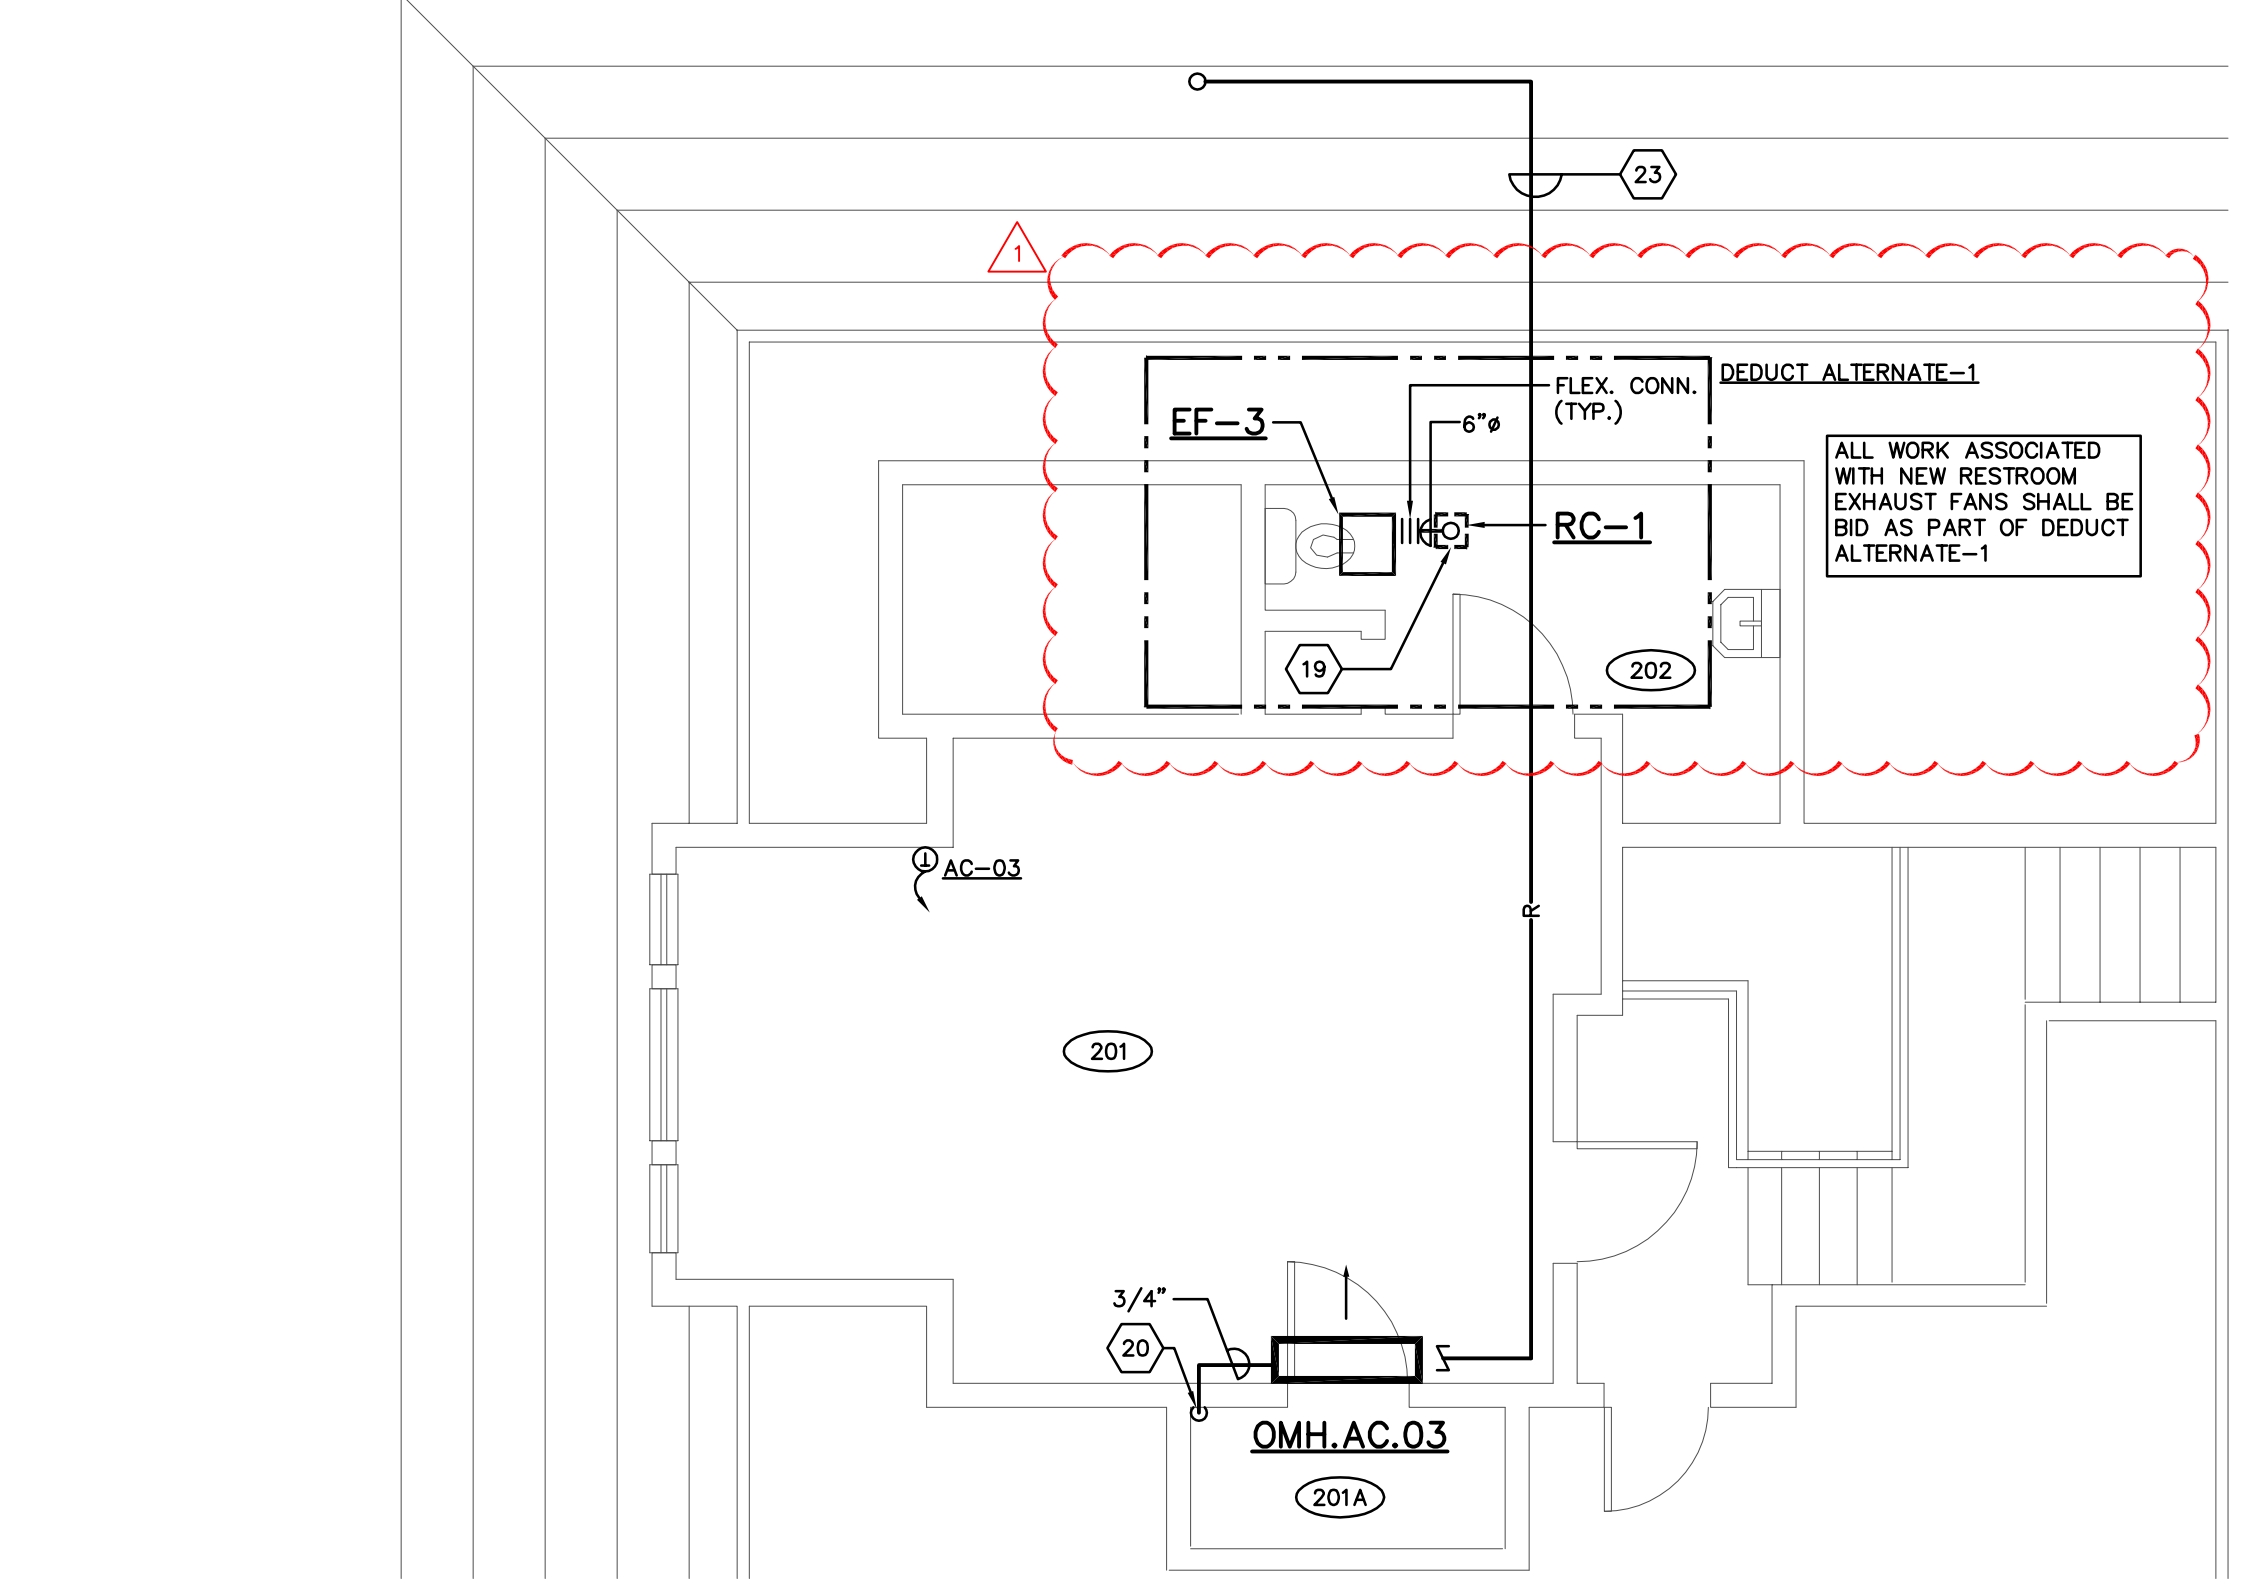 23
1
DEDUCT ALTERNATE-1
FLEX. CONN.
(TYP.)
EF-3
6"ø
ALL WORK ASSOCIATED
WITH NEW RESTROOM
EXHAUST FANS SHALL BE
BID AS PART OF DEDUCT
ALTERNATE-1
RC-1
19
202
T
AC-03
R
201
3/4"
20
OMH.AC.03
201A